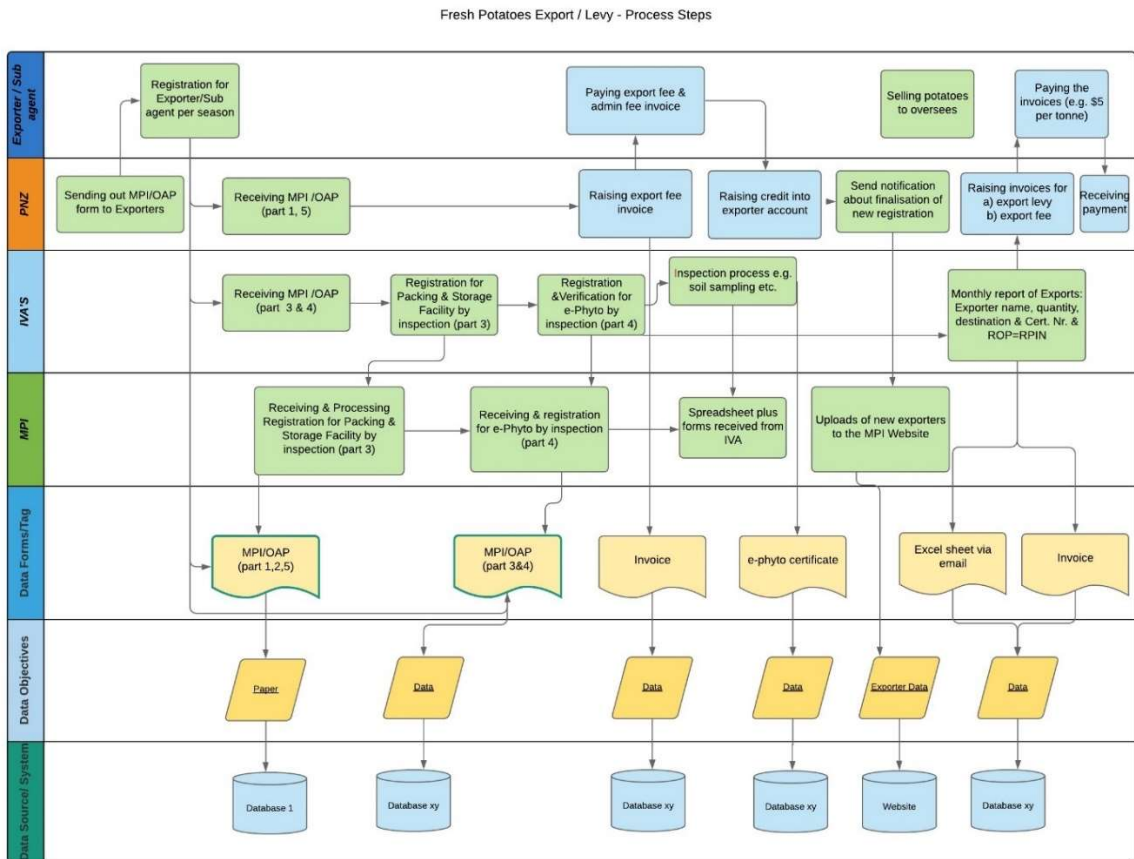 Fresh Potatoes Export / Levy - Process Steps
Exporter / Sub
agent
Registration for
Exporter/Sub
agent per season
Paying export fee &
admin fee invoice
Selling potatoes
to oversees
Paying the
invoices (e.g. $5
per tonne)
PNZ
Sending out MPI/OAP
form to Exporters
Receiving MPI /OAP
(part 1, 5)
Raising export fee
invoice
Raising credit into
exporter account
Send notification
about finalisation of
new registration
Raising invoices for
a) export levy
b) export fee
Receiving
payment
IVA'S
Receiving MPI /OAP
(part 3 & 4)
Registration for
Packing & Storage
Facility by
inspection (part 3)
Registration
&Verification for
e-Phyto by
inspection (part 4)
Inspection process e.g.
soil sampling etc.
Monthly report of Exports:
Exporter name, quantity,
destination & Cert. Nr. &
ROP=RPIN
MPI
Receiving & Processing
Registration for Packing &
Storage Facility by
inspection (part 3)
Receiving & registration
for e-Phyto by inspection
(part 4)
Spreadsheet plus
forms received from
IVA
Uploads of new exporters
to the MPI Website
Data Forms/Tag
MPI/OAP
(part 1,2,5)
MPI/OAP
(part 3&4)
Invoice
e-phyto certificate
Excel sheet via
email
Invoice
Data Objectives
Paper
Data
Data
Data
Exporter Data
Data
Data Source/ System
Database 1
Database xy
Database xy
Database xy
Website
Database xy